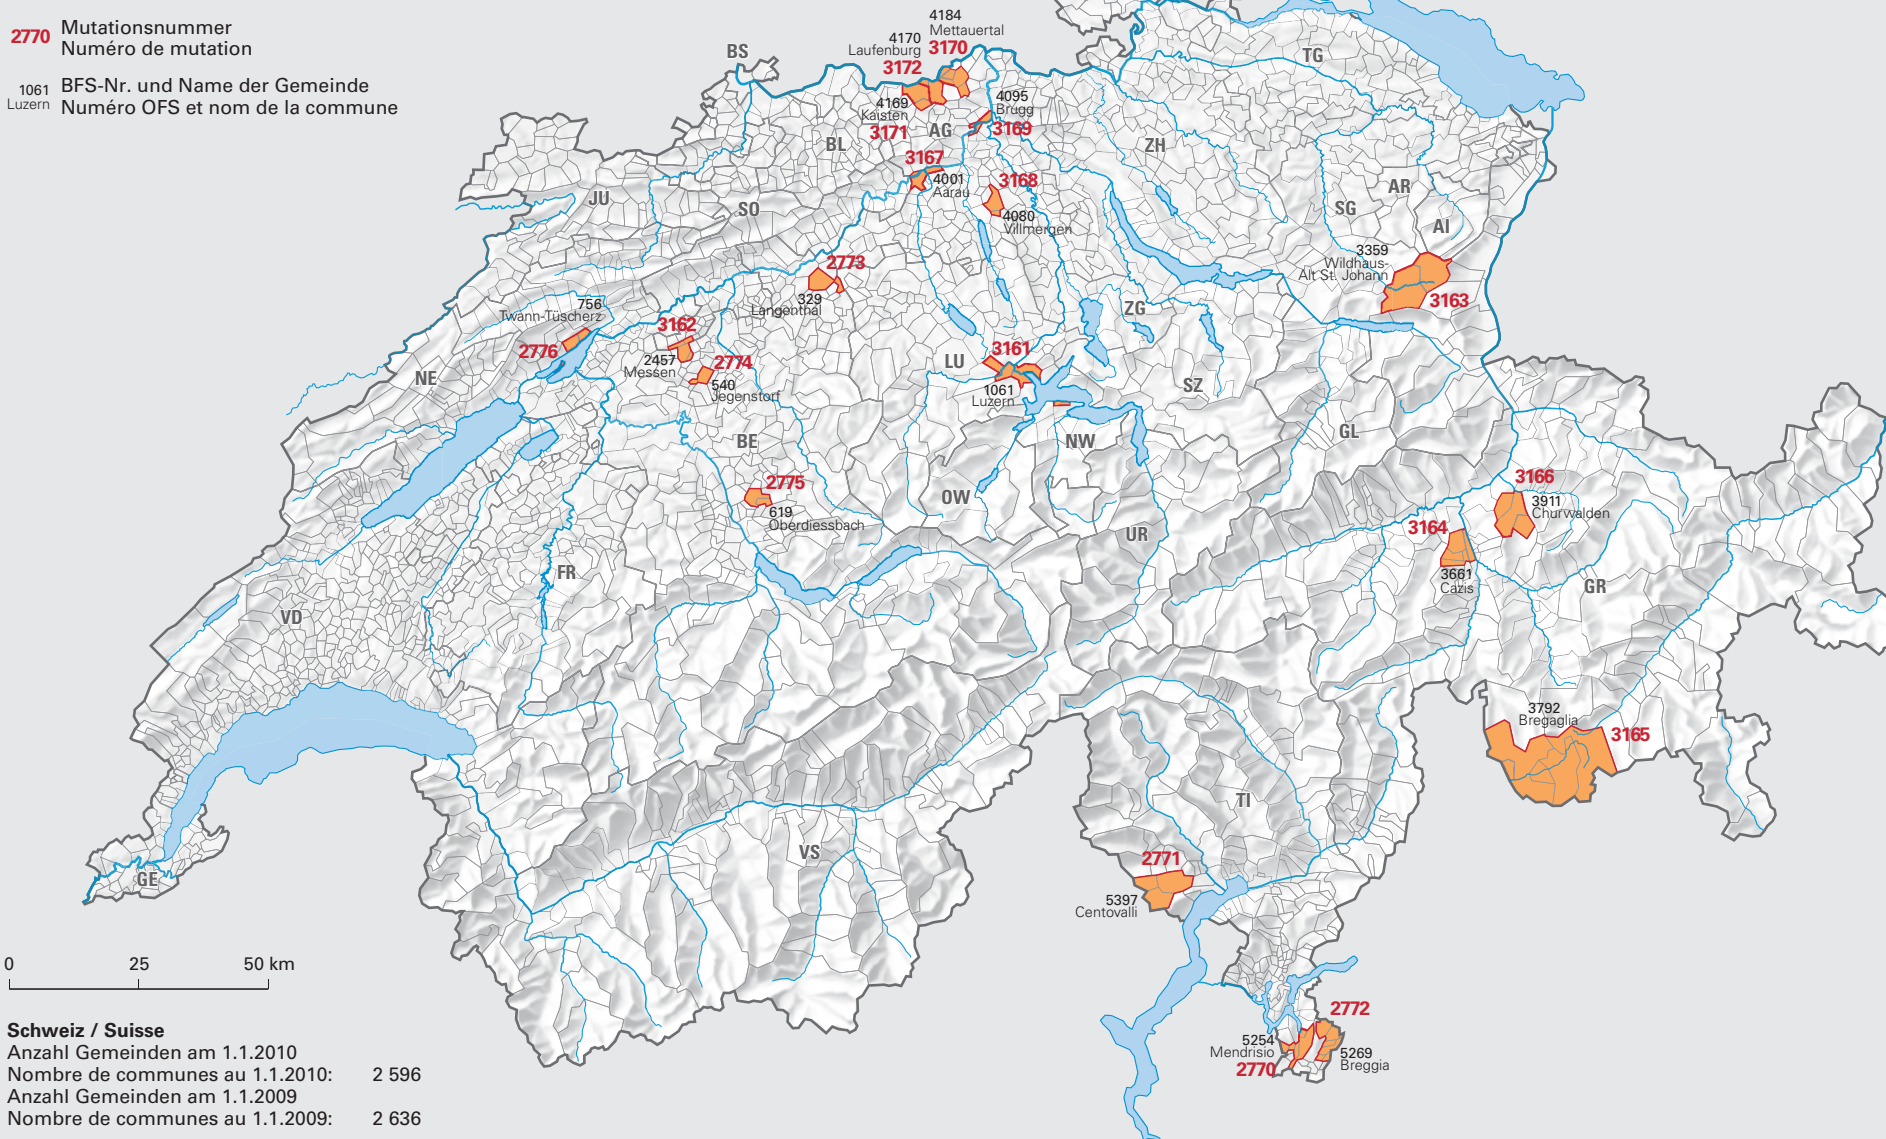 2770 Mutationsnummer
Numéro de mutation
1061 BFS-Nr. und Name der Gemeinde
Luzern Numéro OFS et nom de la commune
4184
Mettauertal
3170
4170
Laufenburg
3172
BS
TG
4169
Kaisten
3171
AG
4095
Brugg
3169
BL
ZH
3167
4001
Aarau
3168
4080
Villmergen
JU
SO
AR
SG
AI
3359
Wildhaus-
Alt St. Johann
3163
2773
329
Langenthal
756
Twann-Tüscherz
2776
3162
2457
Messen
2774
540
Jegenstorf
ZG
LU
3161
1061
Luzern
SZ
NE
GL
BE
NW
2775
619
Oberdiessbach
OW
UR
3166
3911
Churwalden
3164
3661
Cazis
GR
FR
VD
3792
Bregaglia
3165
TI
VS
GE
2771
5397
Centovalli
2772
5254
Mendrisio
2770
5269
Breggia
0 25 50 km
Schweiz / Suisse
Anzahl Gemeinden am 1.1.2010
Nombre de communes au 1.1.2010: 2 596
Anzahl Gemeinden am 1.1.2009
Nombre de communes au 1.1.2009: 2 636